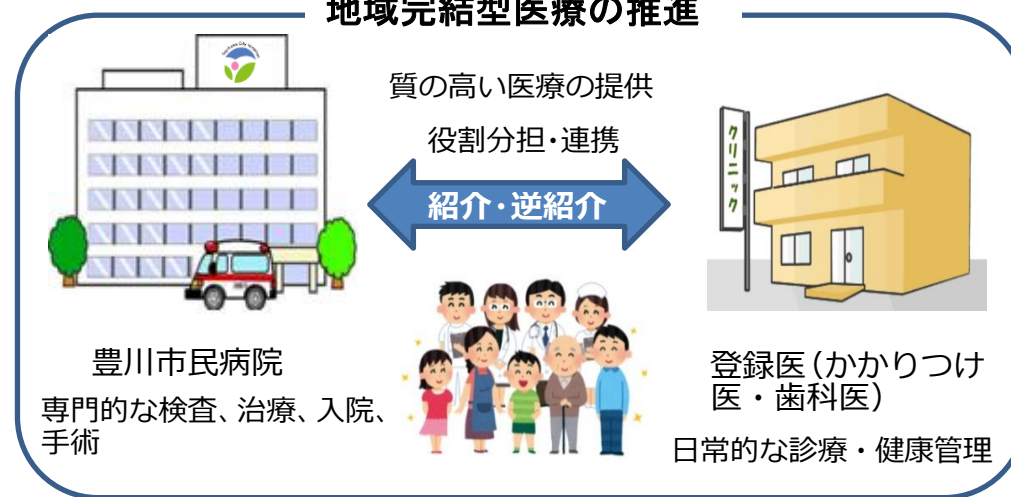 地域完結型医療の推進
質の高い医療の提供
役割分担・連携
紹介・逆紹介
クリニック
豊川市民病院
専門的な検査、治療、入院、
手術
登録医(かかりつけ
医・歯科医)
日常的な診療・健康管理